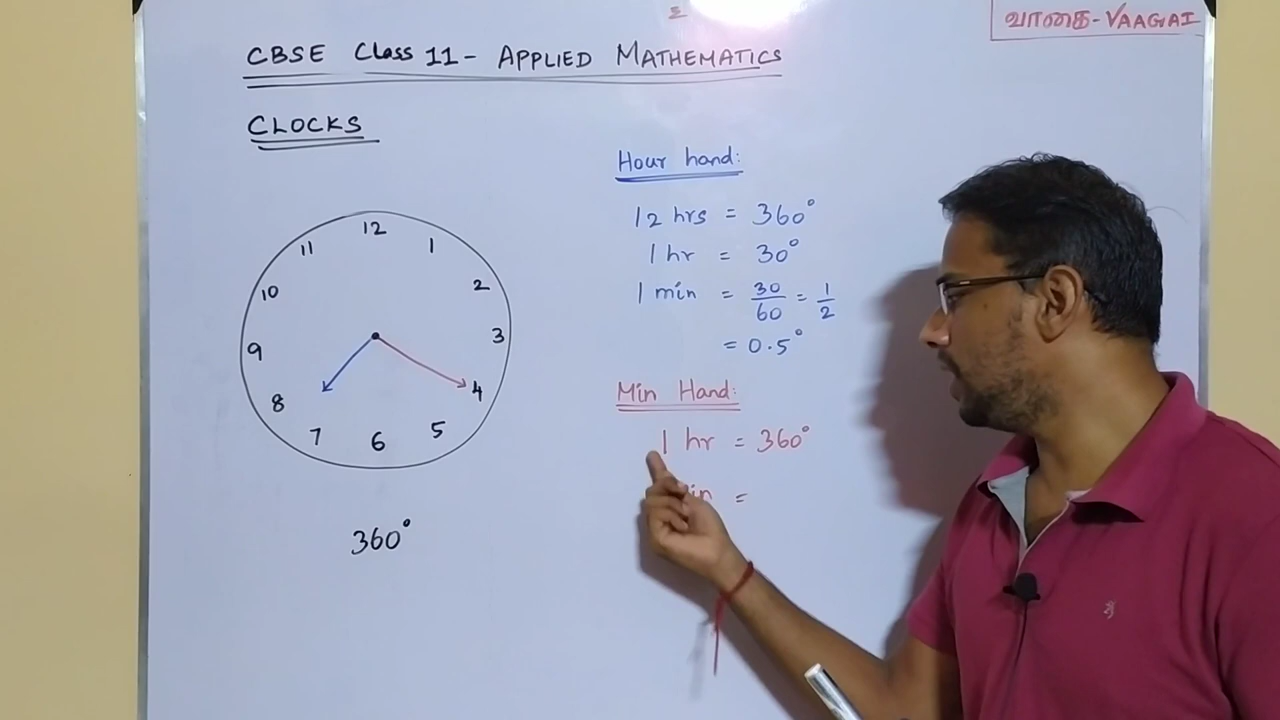 வாகை - VAAGAI
CBSE Class 11 - APPLIED MATHEMATICS
CLOCKS
12
11 1
10 2
9 3
8 4
7 5
6
360°
Hour hand:
12 hrs = 360°
1 hr = 30°
1 min = 30/60 = 1/2
= 0.5°
Min Hand:
1 hr = 360°
=